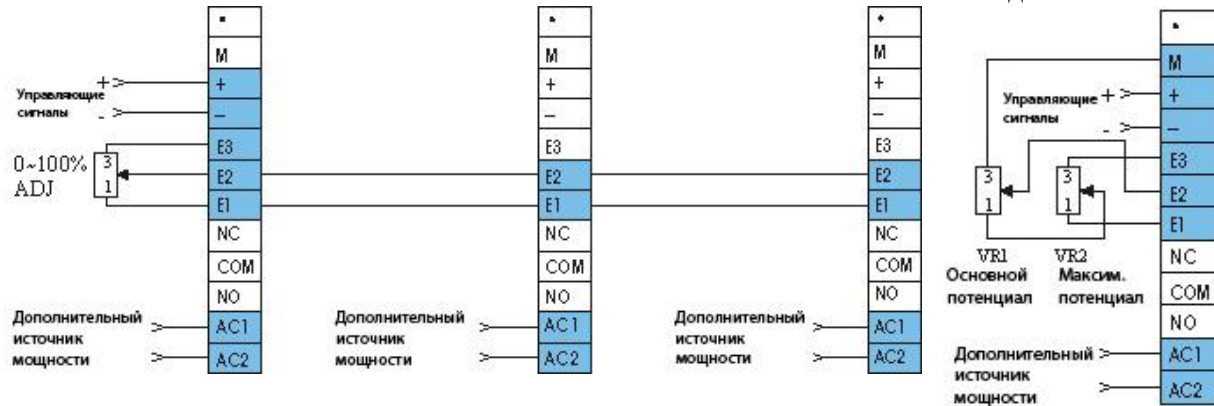 •
M
Управляющие +
сигналы -
+
−
0~100% 3
ADJ 1
E3
E2
E1
NC
COM
NO
Дополнительный
источник
мощности
AC1
AC2
•
M
+
−
E3
E2
E1
NC
COM
NO
Дополнительный
источник
мощности
AC1
AC2
•
M
+
−
E3
E2
E1
NC
COM
NO
Дополнительный
источник
мощности
AC1
AC2
•
M
Управляющие +
сигналы -
+
−
E3
E2
E1
3 3
1 1
VR1 VR2
Основной Максим.
потенциал потенциал
NC
COM
NO
Дополнительный
источник
мощности
AC1
AC2